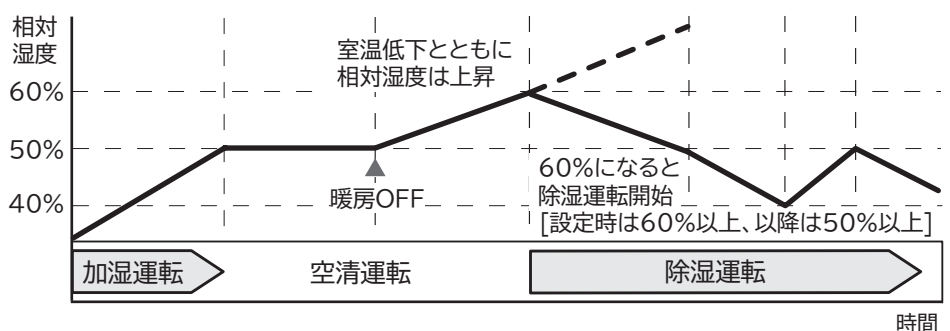 相対
湿度
室温低下とともに
相対湿度は上昇
60%
50%
40%
暖房OFF
60%になると
除湿運転開始
[設定時は60%以上、以降は50%以上]
加湿運転
空清運転
除湿運転
時間